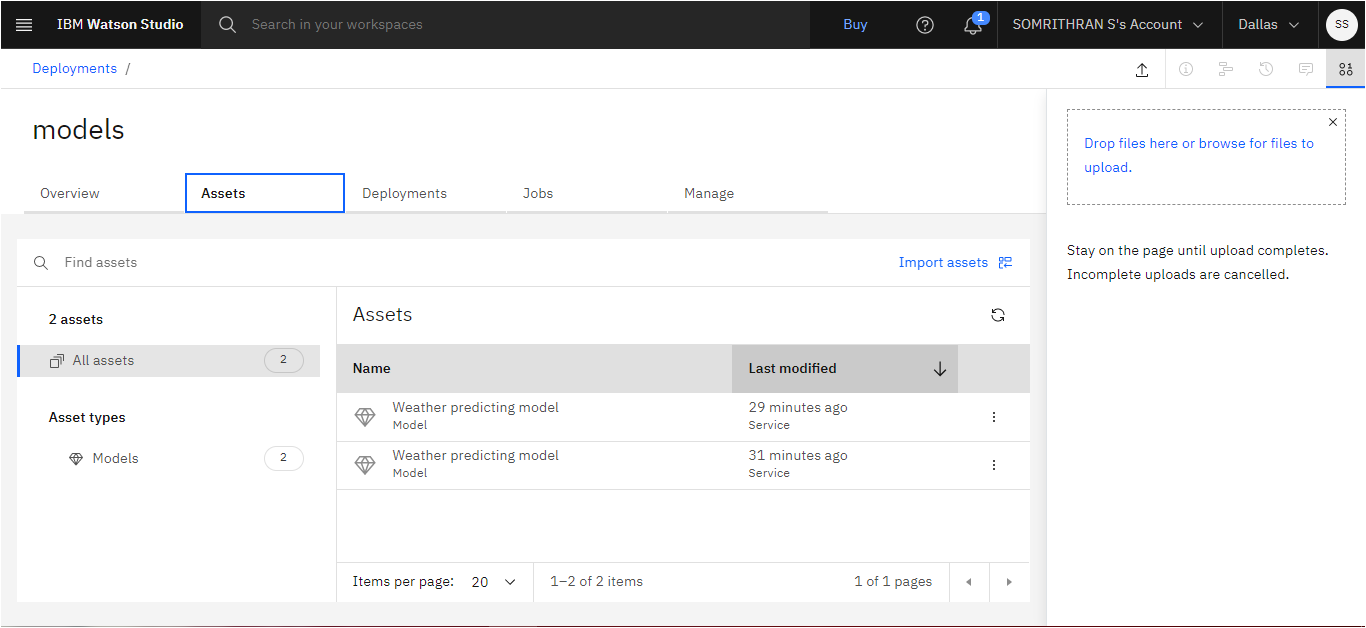 IBM Watson Studio
Search in your workspaces
Buy
1
SOMRITHRAN S's Account
Dallas
SS
Deployments /
models
Overview
Assets
Deployments
Jobs
Manage
Find assets
Import assets
2 assets
All assets 2
Asset types
Models 2
Assets
Name Last modified
Weather predicting model 29 minutes ago
Model Service
Weather predicting model 31 minutes ago
Model Service
Items per page: 20 1–2 of 2 items 1 of 1 pages
Drop files here or browse for files to
upload.
Stay on the page until upload completes.
Incomplete uploads are cancelled.